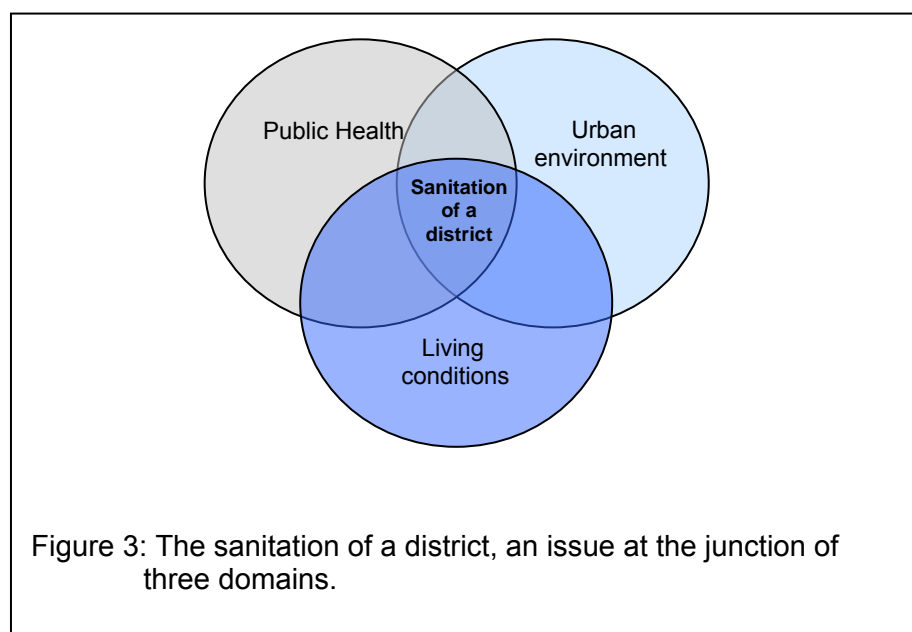 Public Health
Urban
environment
Sanitation
of a
district
Living
conditions
Figure 3: The sanitation of a district, an issue at the junction of
three domains.